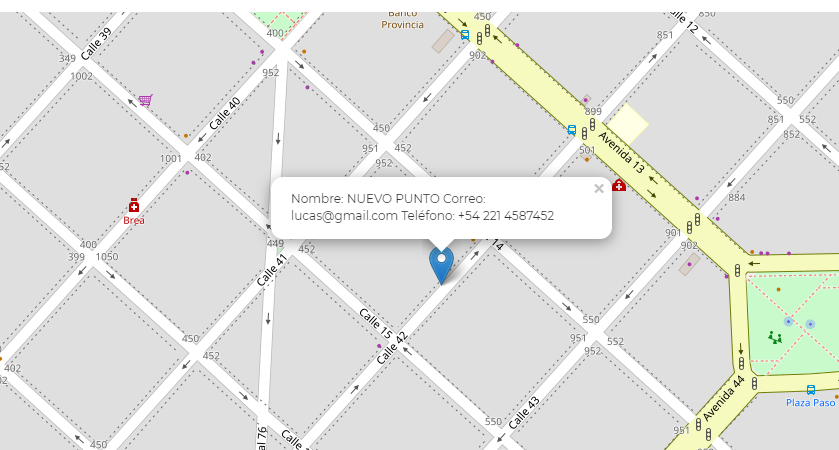 Banco
Provincia
450
850
Calle 12
851
Calle 39
400
349
1002
952
902
550
899
851
552
852
Calle 40
450
951
452
952
1001
402
501
Avenida 13
884
Nombre: NUEVO PUNTO Correo:
lucas@gmail.com Teléfono: +54 221 4587452
×
Brea
400
399
1050
449
452
14
901
902
Calle 41
Calle 15
Calle 42
550
951
552
952
450
452
402
Plaza Paso
Avenida 44
550
Calle 43
951
450